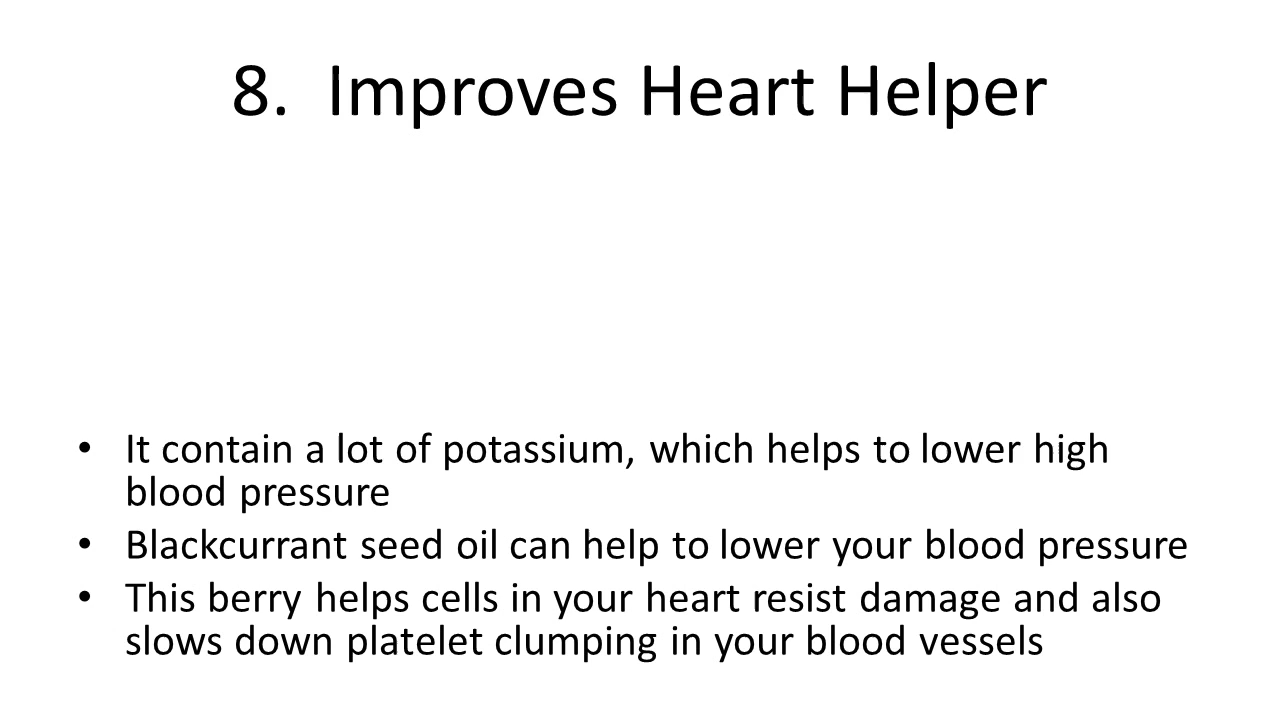 8.  Improves Heart Helper
• It contain a lot of potassium, which helps to lower high
blood pressure
• Blackcurrant seed oil can help to lower your blood pressure
• This berry helps cells in your heart resist damage and also
slows down platelet clumping in your blood vessels